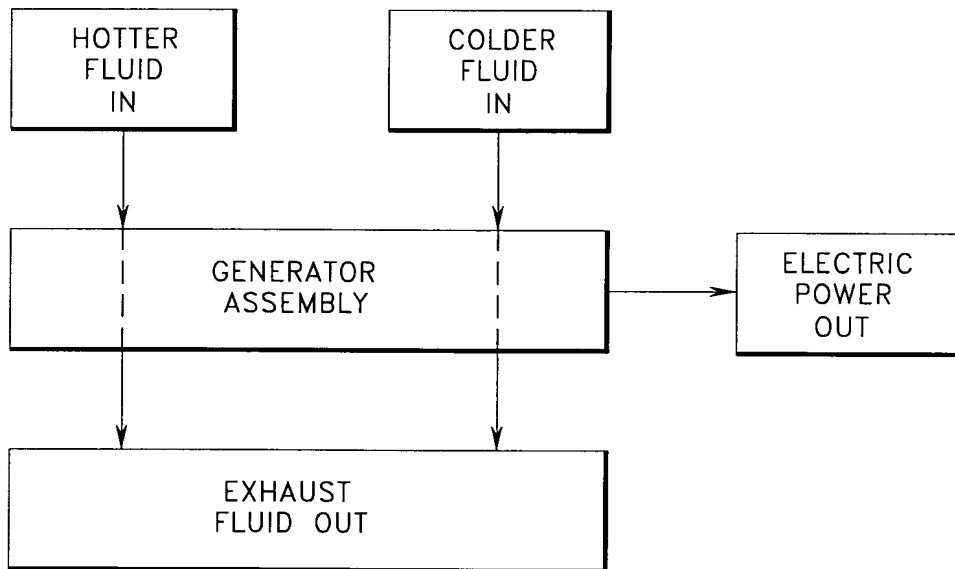 HOTTER
FLUID
IN
COLDER
FLUID
IN
GENERATOR
ASSEMBLY
ELECTRIC
POWER
OUT
EXHAUST
FLUID OUT